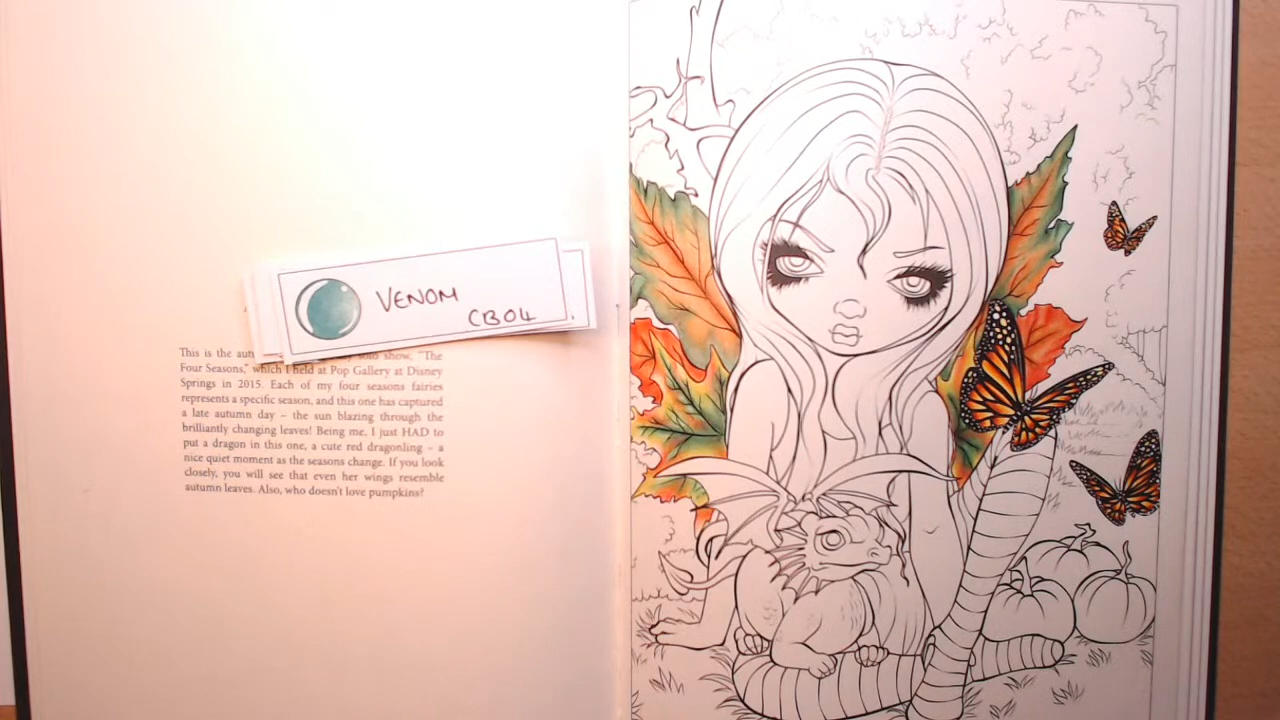 VENOM
CB04
This is the aut solo show, "The
Four Seasons," which I held at Pop Gallery at Disney
Springs in 2015. Each of my four seasons fairies
represents a specific season, and this one has captured
a late autumn day – the sun blazing through the
brilliantly changing leaves! Being me, I just HAD to
put a dragon in this one, a cute red dragonling – a
nice quiet moment as the seasons change. If you look
closely, you will see that even her wings resemble
autumn leaves. Also, who doesn't love pumpkins?